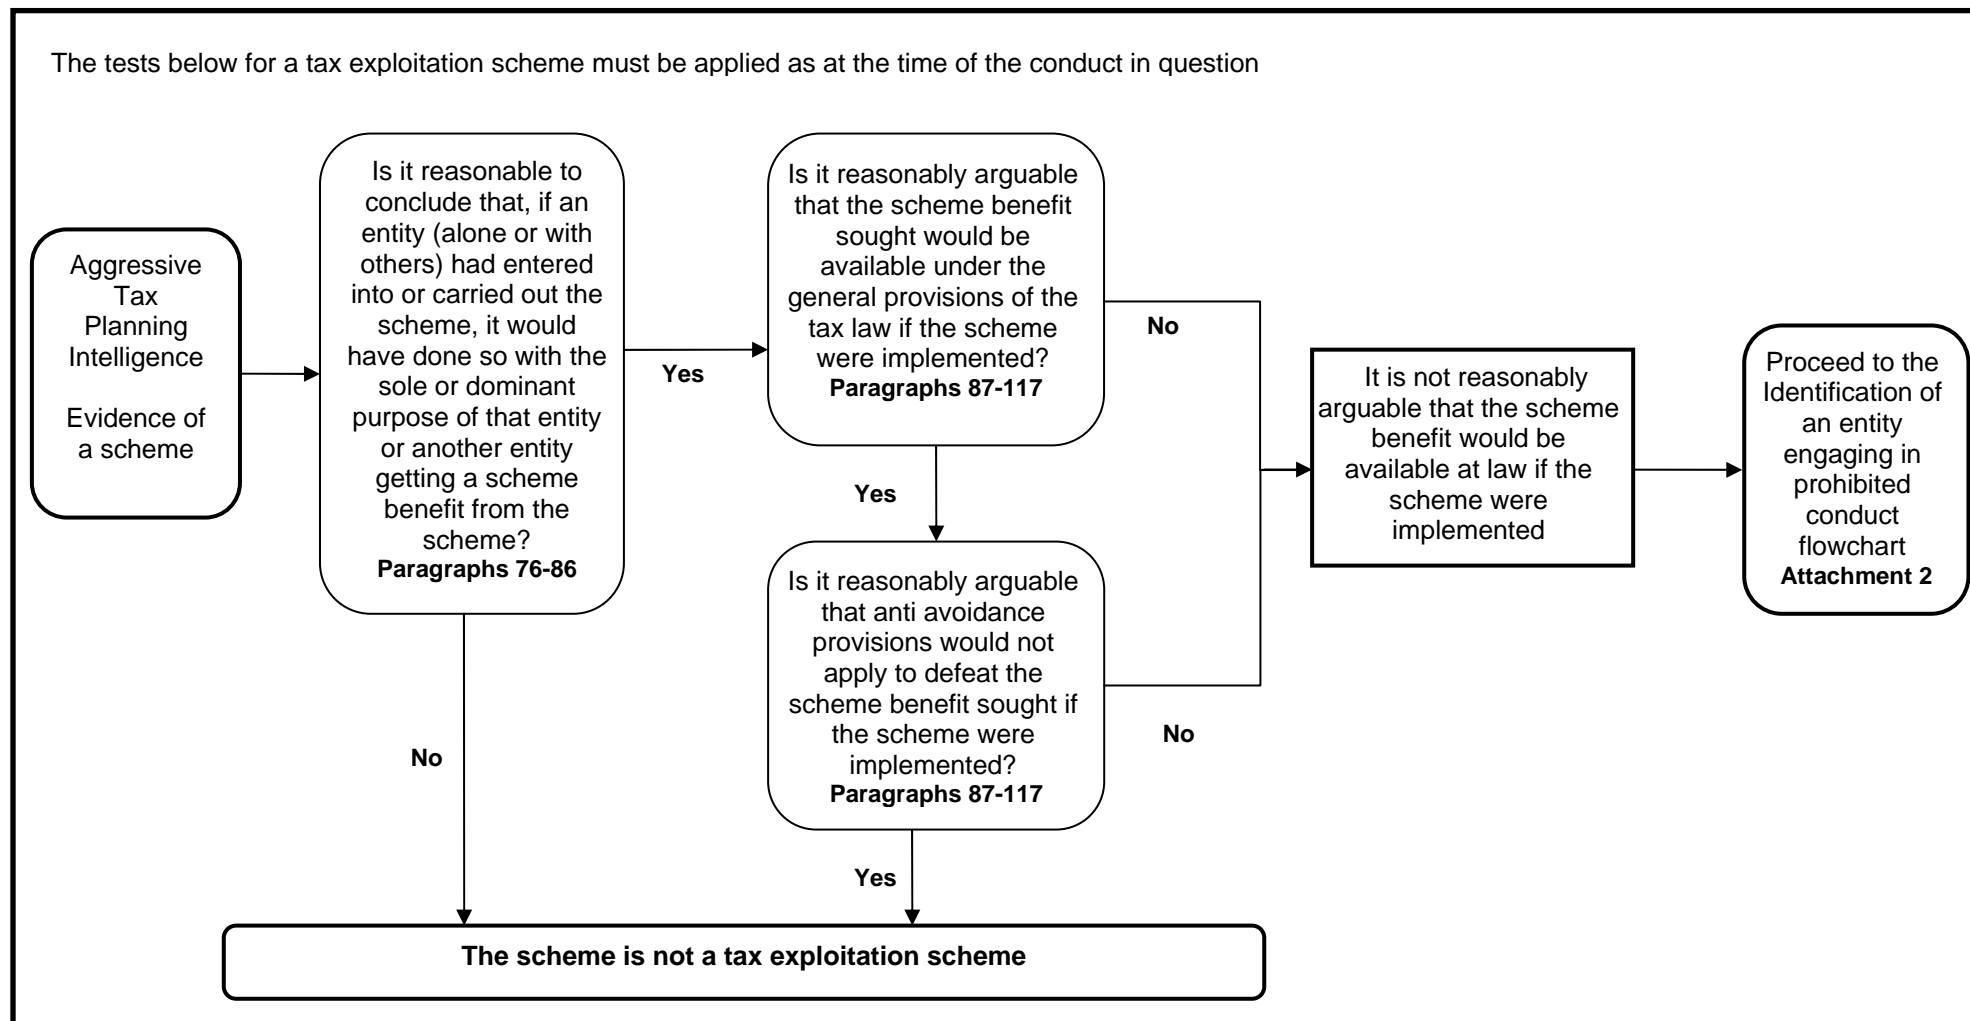 The tests below for a tax exploitation scheme must be applied as at the time of the conduct in question
Aggressive
Tax
Planning
Intelligence
Evidence of
a scheme
Is it reasonable to
conclude that, if an
entity (alone or with
others) had entered
into or carried out the
scheme, it would
have done so with the
sole or dominant
purpose of that entity
or another entity
getting a scheme
benefit from the
scheme?
Paragraphs 76-86
Yes
No
Is it reasonably arguable
that the scheme benefit
sought would be
available under the
general provisions of the
tax law if the scheme
were implemented?
Paragraphs 87-117
No
Yes
Is it reasonably arguable
that anti avoidance
provisions would not
apply to defeat the
scheme benefit sought if
the scheme were
implemented?
Paragraphs 87-117
No
Yes
It is not reasonably
arguable that the scheme
benefit would be
available at law if the
scheme were
implemented
Proceed to the
Identification of
an entity
engaging in
prohibited
conduct
flowchart
Attachment 2
The scheme is not a tax exploitation scheme